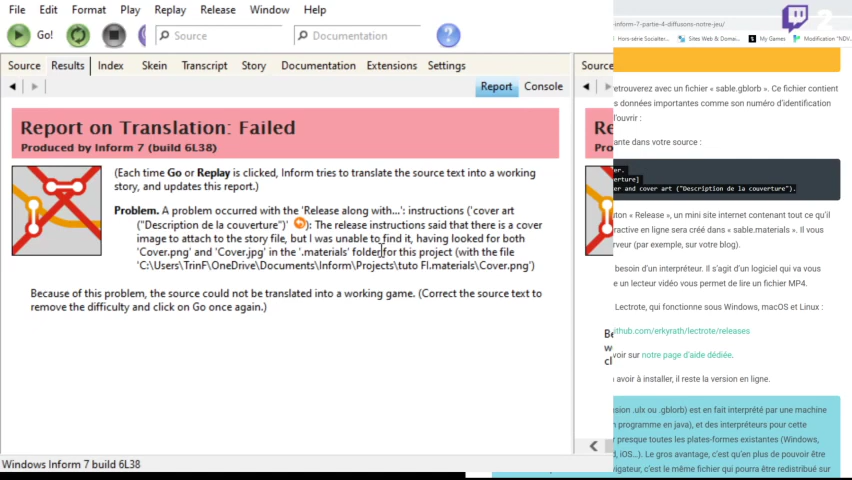 File Edit Format Play Replay Release Window Help
Go! Source Documentation ?
Source Results Index Skein Transcript Story Documentation Extensions Settings
Report Console
Report on Translation: Failed
Produced by Inform 7 (build 6L38)
(Each time Go or Replay is clicked, Inform tries to translate the source text into a working
story, and updates this report.)
Problem. A problem occurred with the 'Release along with...': instructions ('cover art
("Description de la couverture")' ): The release instructions said that there is a cover
image to attach to the story file, but I was unable to find it, having looked for both
'Cover.png' and 'Cover.jpg' in the '.materials' folder for this project (with the file
'C:\Users\TrinF\OneDrive\Documents\Inform\Projects\tuto FI.materials\Cover.png')
Because of this problem, the source could not be translated into a working game. (Correct the source text to
remove the difficulty and click on Go once again.)
Windows Inform 7 build 6L38
Source
Re
Pro
Be
cl
2
inform-7-partie-4-diffusons-notre-jeu/
Hors-série Socialter... Sites Web & Doma... My Games Modification "NDV
etrouverez avec un fichier « sable.gblorb ». Ce fichier contient
s données importantes comme son numéro d'identification
l'ouvrir :
ante dans votre source :
er.
verture]
er and cover art ("Description de la couverture").
ton « Release », un mini site internet contenant tout ce qu'il
ractive en ligne sera créé dans « sable.materials ». Il vous
rveur (par exemple, sur votre blog).
besoin d'un interpréteur. Il s'agit d'un logiciel qui va vous
e un lecteur vidéo vous permet de lire un fichier MP4.
Lectrote, qui fonctionne sous Windows, macOS et Linux :
ithub.com/erkyrath/lectrote/releases
voir sur notre page d'aide dédiée.
n avoir à installer, il reste la version en ligne.
sion .ulx ou .gblorb) est en fait interprété par une machine
n programme en java), et des interpréteurs pour cette
r presque toutes les plates-formes existantes (Windows,
d, iOS...). Le gros avantage, c'est qu'en plus de pouvoir être
vigateur, c'est le même fichier qui pourra être redistribué sur